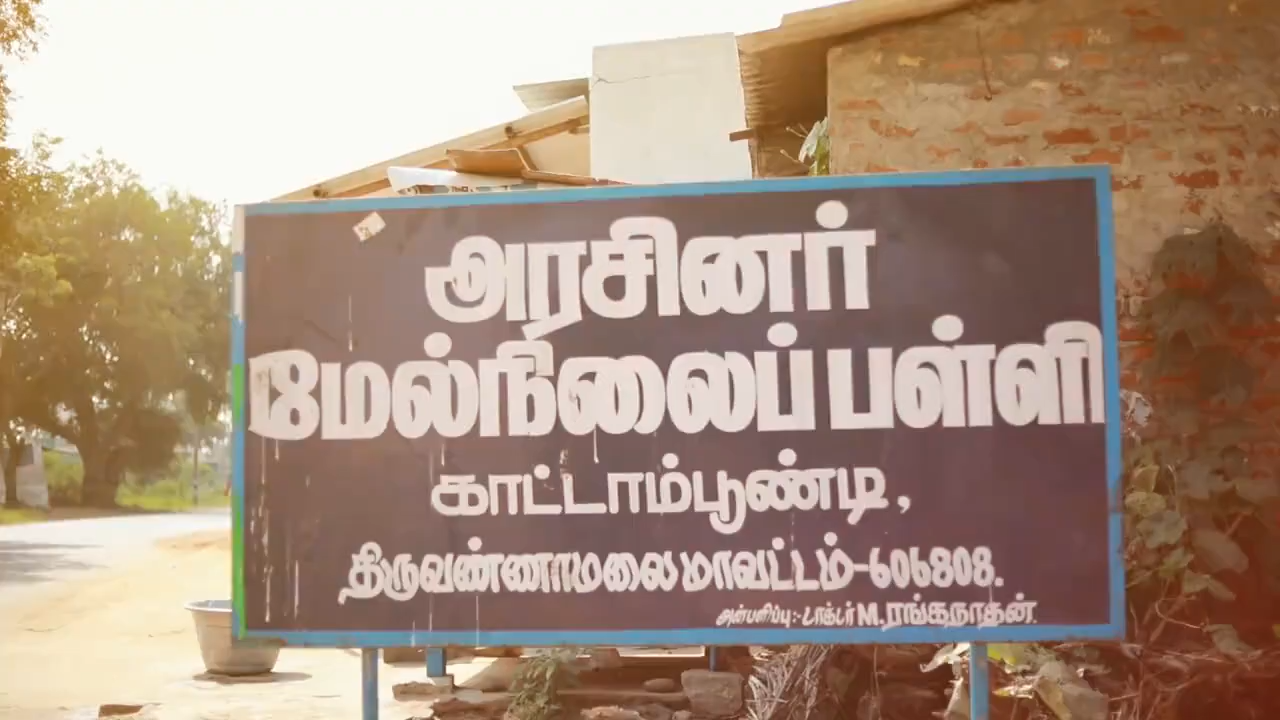 அரசினர்
மேல்நிலைப் பள்ளி
காட்டாம்பூண்டி,
திருவண்ணாமலை மாவட்டம்-606808.
அன்பளிப்பு:- டாக்டர் M. ரங்கநாதன்.